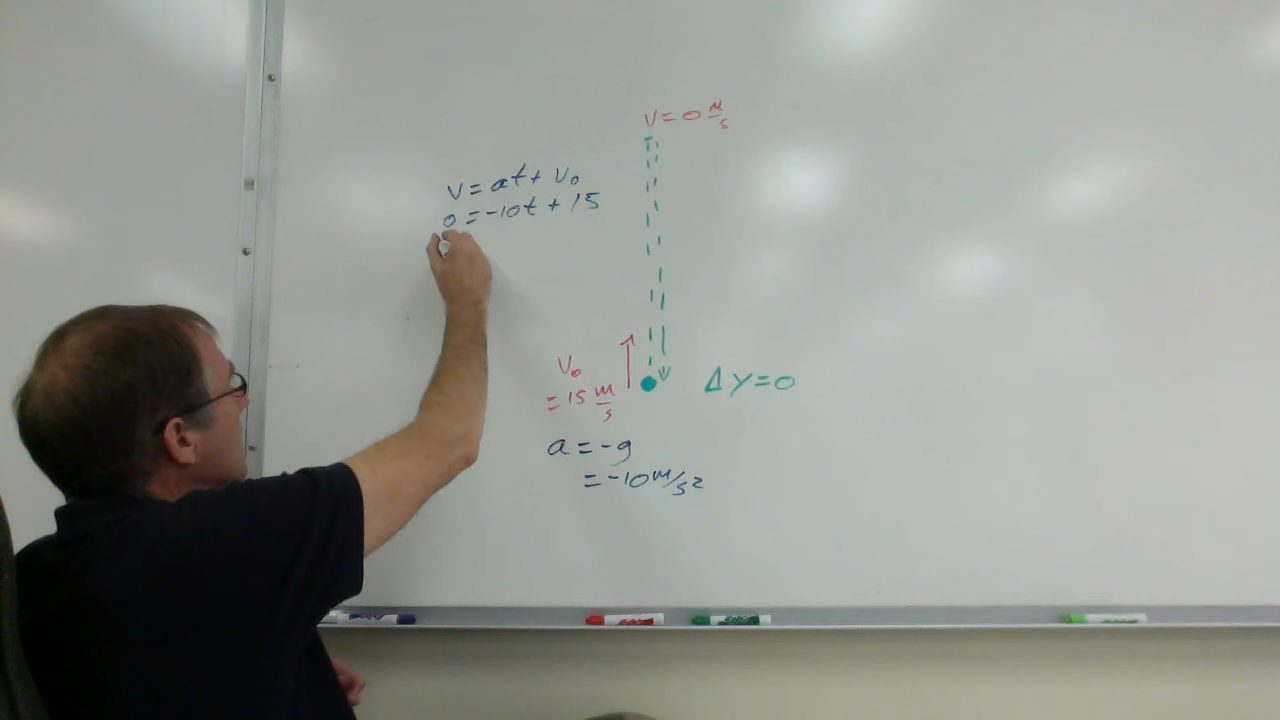 V = 0 m/s
V = at + V₀
0 = -10t + 15
V₀
= 15 m/s
Δy = 0
a = -g
= -10 m/s²